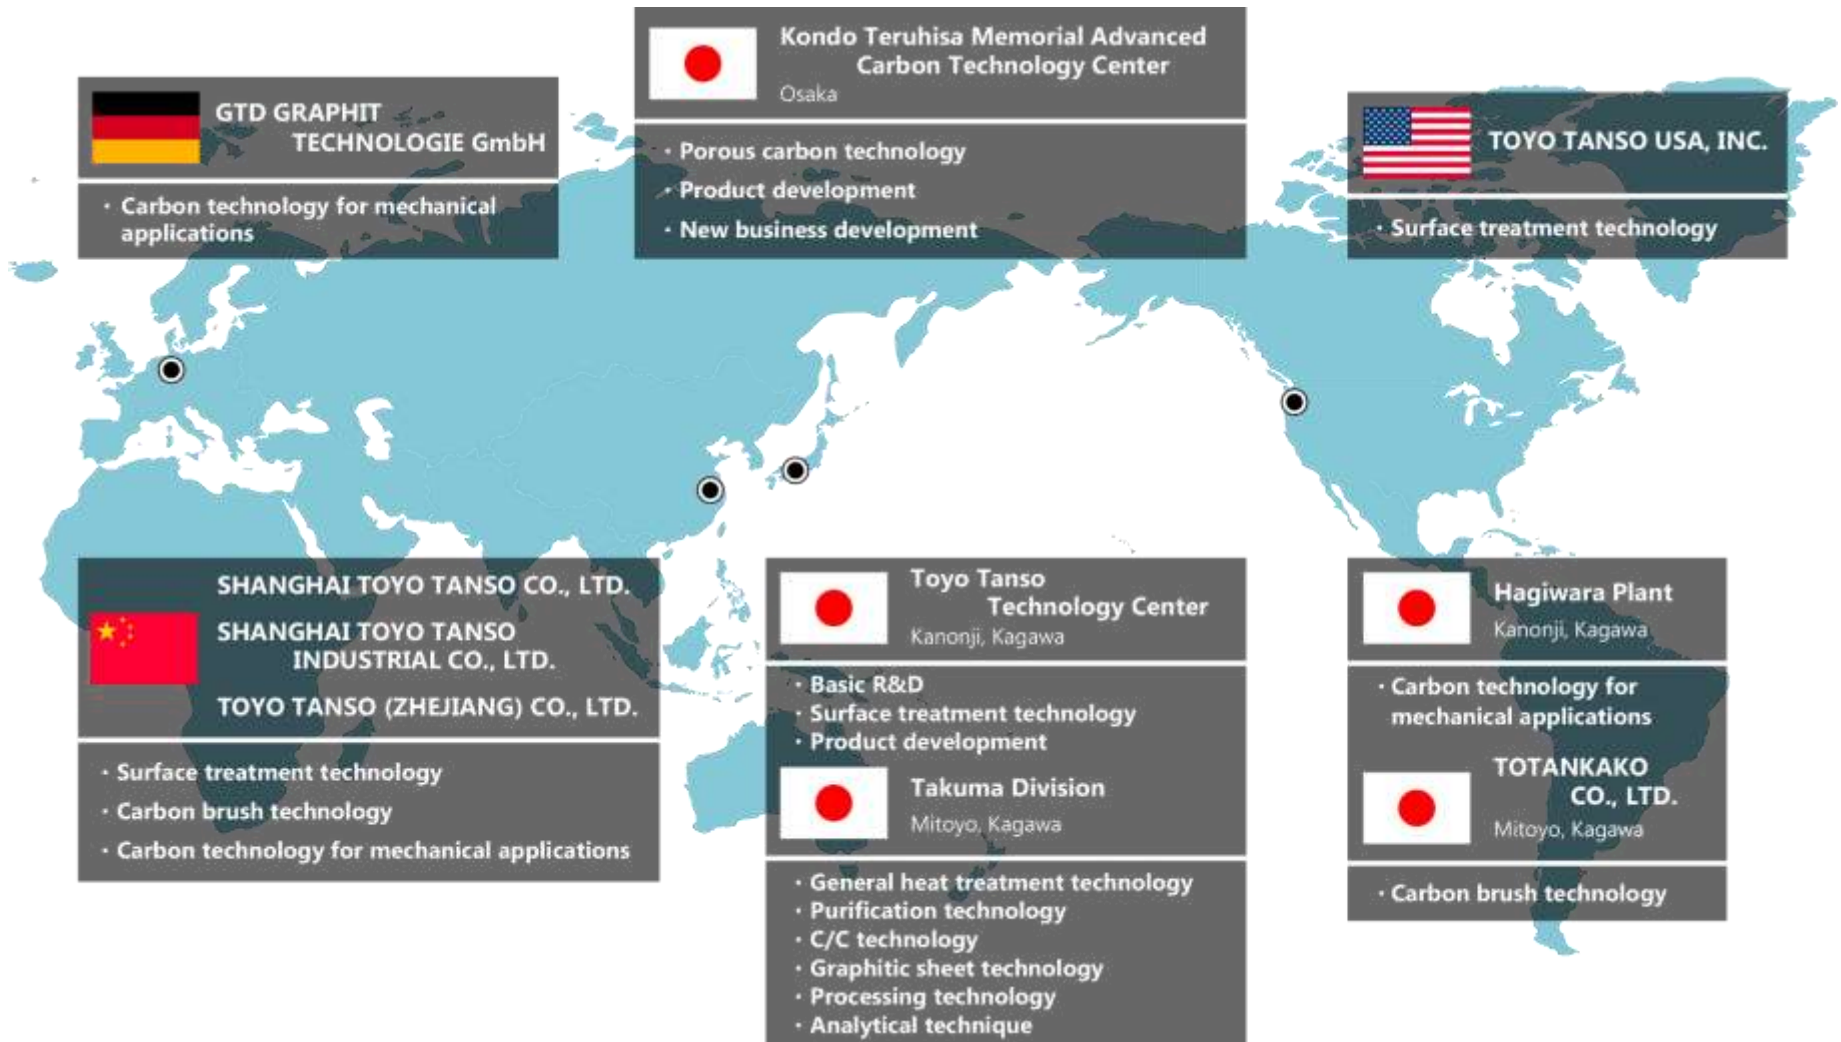 Kondo Teruhisa Memorial Advanced
Carbon Technology Center
Osaka
・Porous carbon technology
・Product development
・New business development
GTD GRAPHIT
TECHNOLOGIE GmbH
・Carbon technology for mechanical
applications
TOYO TANSO USA, INC.
・Surface treatment technology
SHANGHAI TOYO TANSO CO., LTD.
SHANGHAI TOYO TANSO
INDUSTRIAL CO., LTD.
TOYO TANSO (ZHEJIANG) CO., LTD.
・Surface treatment technology
・Carbon brush technology
・Carbon technology for mechanical applications
Toyo Tanso
Technology Center
Kanonji, Kagawa
・Basic R&D
・Surface treatment technology
・Product development
Takuma Division
Mitoyo, Kagawa
・General heat treatment technology
・Purification technology
・C/C technology
・Graphitic sheet technology
・Processing technology
・Analytical technique
Hagiwara Plant
Kanonji, Kagawa
・Carbon technology for
mechanical applications
TOTANKAKO
CO., LTD.
Mitoyo, Kagawa
・Carbon brush technology